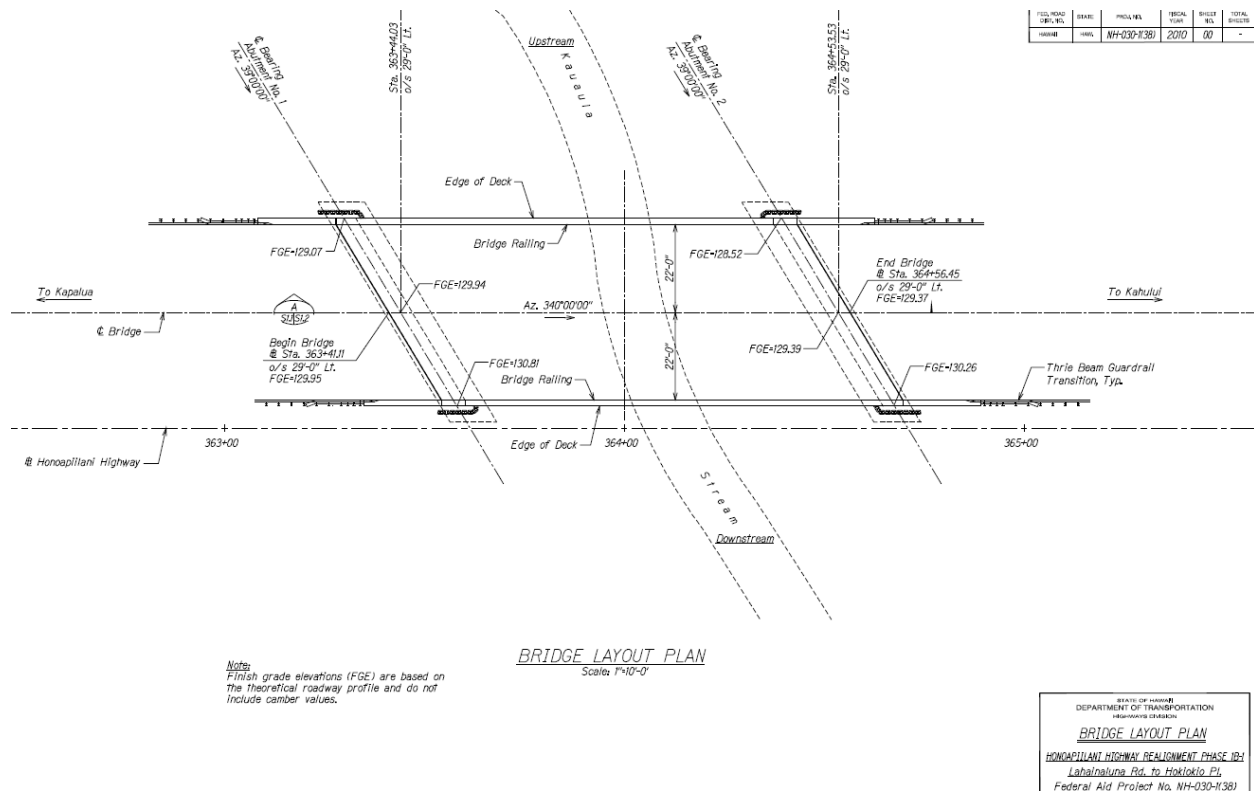 FED. ROAD DIST. NO.
STATE
PROJ. NO.
FISCAL YEAR
SHEET NO.
TOTAL SHEETS
HAWAII
HAW.
NH-030-1(38)
2010
00
-
℄ Bearing
Abutment No. 1
Az. 39°00'00"
Sta. 363+44.03
o/s 29'-0" Lt.
Upstream
Kauaula
℄ Bearing
Abutment No. 2
Az. 39°00'00"
Sta. 364+53.53
o/s 29'-0" Lt.
Edge of Deck
Bridge Railing
FGE=129.07
FGE=128.52
22'-0"
End Bridge
℄ Sta. 364+56.45
o/s 29'-0" Lt.
FGE=129.37
To Kapalua
FGE=129.94
Az. 340°00'00"
To Kahului
A
S1.1
S1.2
℄ Bridge
Begin Bridge
℄ Sta. 363+41.11
o/s 29'-0" Lt.
FGE=129.95
FGE=130.81
22'-0"
FGE=129.39
FGE=130.26
Bridge Railing
Thrie Beam Guardrail
Transition, Typ.
363+00
364+00
365+00
Edge of Deck
℄ Honoapiilani Highway
Stream
Downstream
BRIDGE LAYOUT PLAN
Scale: 1"=10'-0"
Note:
Finish grade elevations (FGE) are based on
the theoretical roadway profile and do not
include camber values.
STATE OF HAWAII
DEPARTMENT OF TRANSPORTATION
HIGHWAYS DIVISION
BRIDGE LAYOUT PLAN
HONOAPIILANI HIGHWAY REALIGNMENT PHASE 1B-1
Lahainaluna Rd. to Hokiokio Pl.
Federal Aid Project No. NH-030-1(38)